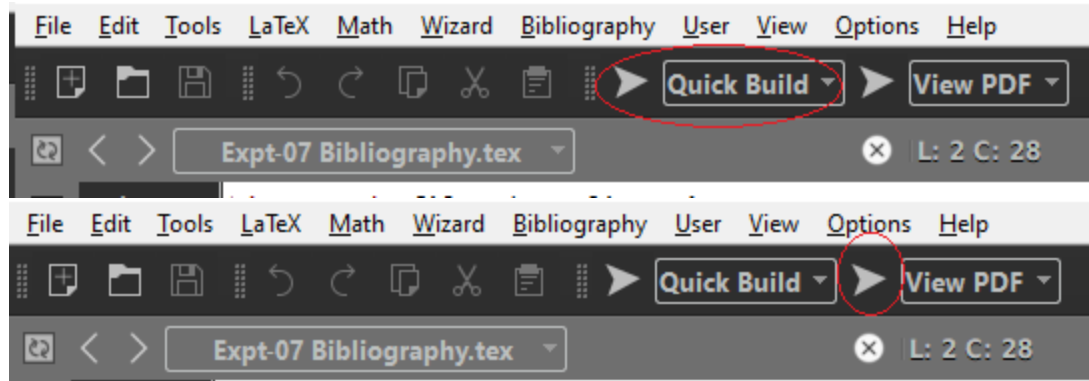 File Edit Tools LaTeX Math Wizard Bibliography User View Options Help
Quick Build View PDF
Expt-07 Bibliography.tex L: 2 C: 28
File Edit Tools LaTeX Math Wizard Bibliography User View Options Help
Quick Build View PDF
Expt-07 Bibliography.tex L: 2 C: 28